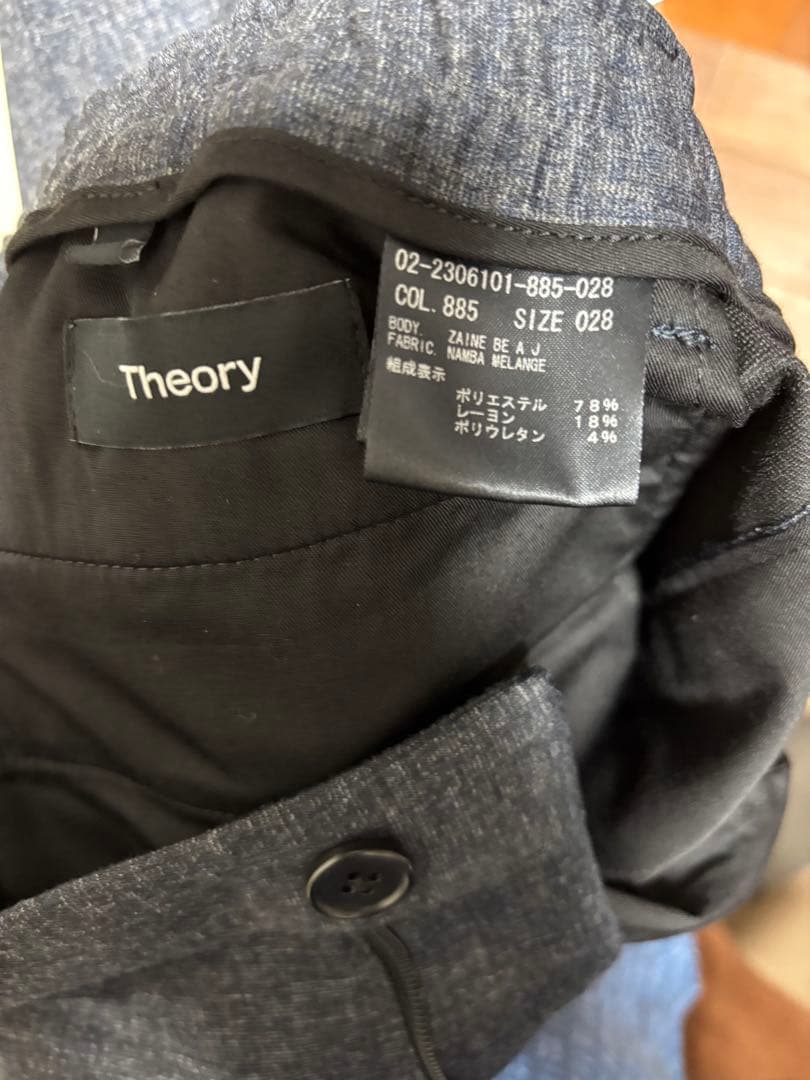 Theory
02-2306101-885-028
COL. 885 SIZE 028
BODY. ZAINE BE A J
FABRIC. NAMBA MELANGE
組成表示
ポリエステル 78%
レーヨン 18%
ポリウレタン 4%